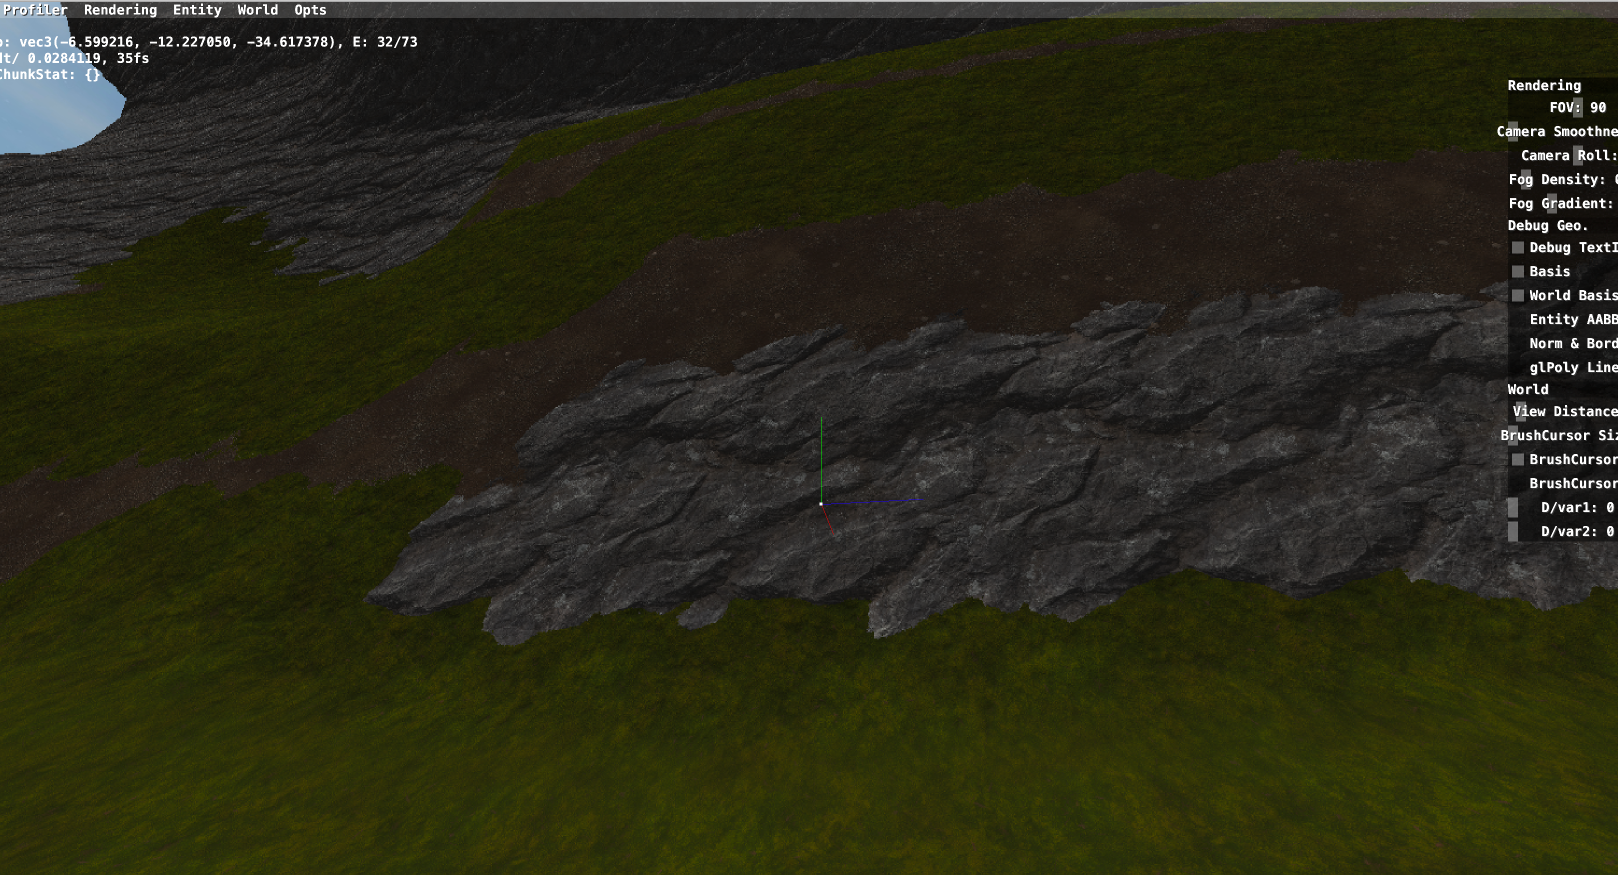 Profiler Rendering Entity World Opts
p: vec3(-6.599216, -12.227050, -34.617378), E: 32/73
dt/ 0.0284119, 35fs
ChunkStat: {}
Rendering
FOV: 90
Camera Smoothne
Camera Roll:
Fog Density: 0
Fog Gradient:
Debug Geo.
Debug TextI
Basis
World Basis
Entity AABB
Norm & Bord
glPoly Line
World
View Distance
BrushCursor Siz
BrushCursor
BrushCursor
D/var1: 0
D/var2: 0